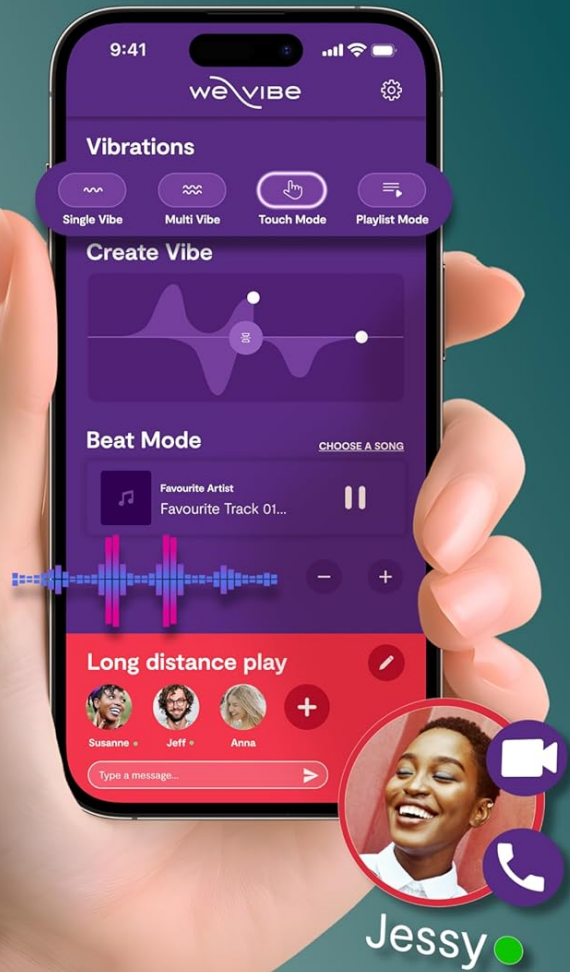 9:41
we vibe
Vibrations
Single Vibe Multi Vibe Touch Mode Playlist Mode
Create Vibe
Beat Mode CHOOSE A SONG
Favourite Artist
Favourite Track 01...
Long distance play
Susanne Jeff Anna
Type a message...
Jessy